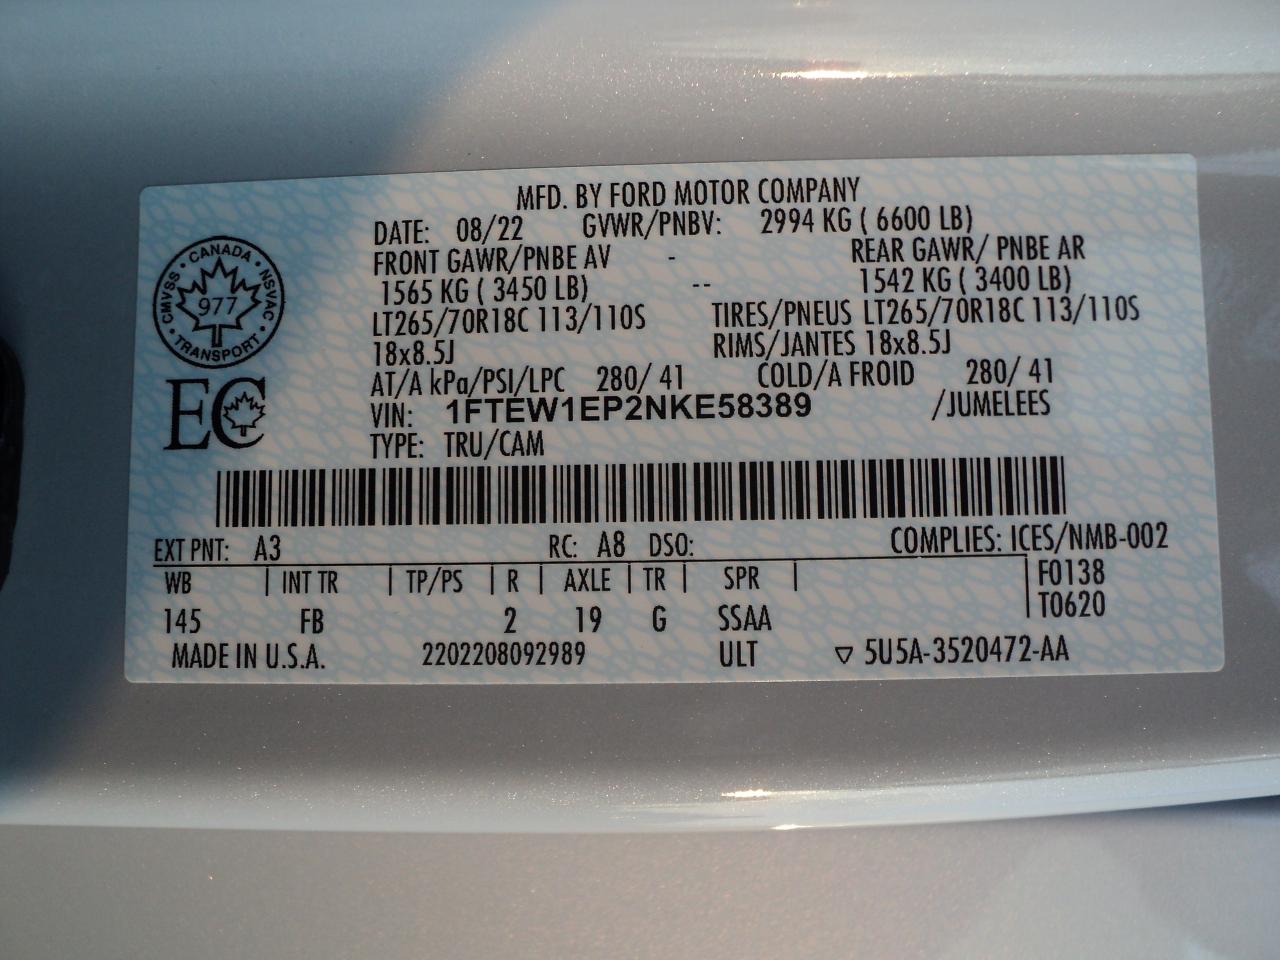 MFD. BY FORD MOTOR COMPANY
DATE: 08/22 GVWR/PNBV: 2994 KG ( 6600 LB)
FRONT GAWR/PNBE AV - REAR GAWR/ PNBE AR
1565 KG ( 3450 LB) -- 1542 KG ( 3400 LB)
LT265/70R18C 113/110S TIRES/PNEUS LT265/70R18C 113/110S
18x8.5J RIMS/JANTES 18x8.5J
AT/A kPa/PSI/LPC 280/ 41 COLD/A FROID 280/ 41
VIN: 1FTEW1EP2NKE58389 /JUMELEES
TYPE: TRU/CAM
CANADA
CMVSS • NSVAC
977
TRANSPORT
EC
EXT PNT: A3 RC: A8 DSO: COMPLIES: ICES/NMB-002
WB | INT TR | TP/PS | R | AXLE | TR | SPR | F0138
T0620
145 FB 2 19 G SSAA
MADE IN U.S.A. 2202208092989 ULT ▽ 5U5A-3520472-AA